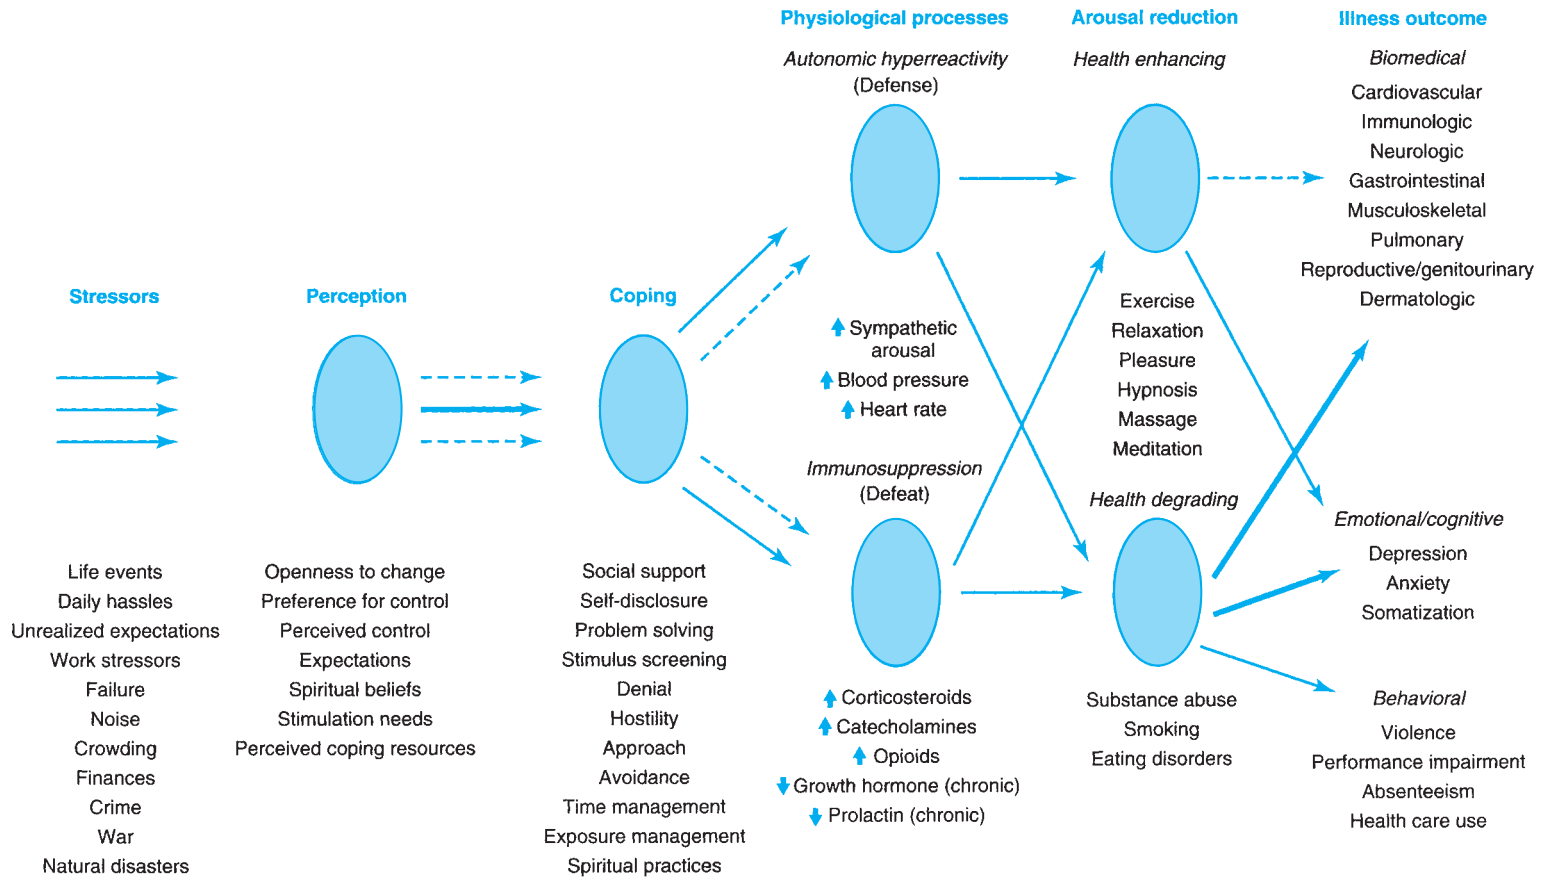 Stressors
Life events
Daily hassles
Unrealized expectations
Work stressors
Failure
Noise
Crowding
Finances
Crime
War
Natural disasters
Perception
Openness to change
Preference for control
Perceived control
Expectations
Spiritual beliefs
Stimulation needs
Perceived coping resources
Coping
Social support
Self-disclosure
Problem solving
Stimulus screening
Denial
Hostility
Approach
Avoidance
Time management
Exposure management
Spiritual practices
Physiological processes
Autonomic hyperreactivity
(Defense)
Sympathetic
arousal
Blood pressure
Heart rate
Immunosuppression
(Defeat)
Corticosteroids
Catecholamines
Opioids
Growth hormone (chronic)
Prolactin (chronic)
Arousal reduction
Health enhancing
Exercise
Relaxation
Pleasure
Hypnosis
Massage
Meditation
Health degrading
Substance abuse
Smoking
Eating disorders
Illness outcome
Biomedical
Cardiovascular
Immunologic
Neurologic
Gastrointestinal
Musculoskeletal
Pulmonary
Reproductive/genitourinary
Dermatologic
Emotional/cognitive
Depression
Anxiety
Somatization
Behavioral
Violence
Performance impairment
Absenteeism
Health care use